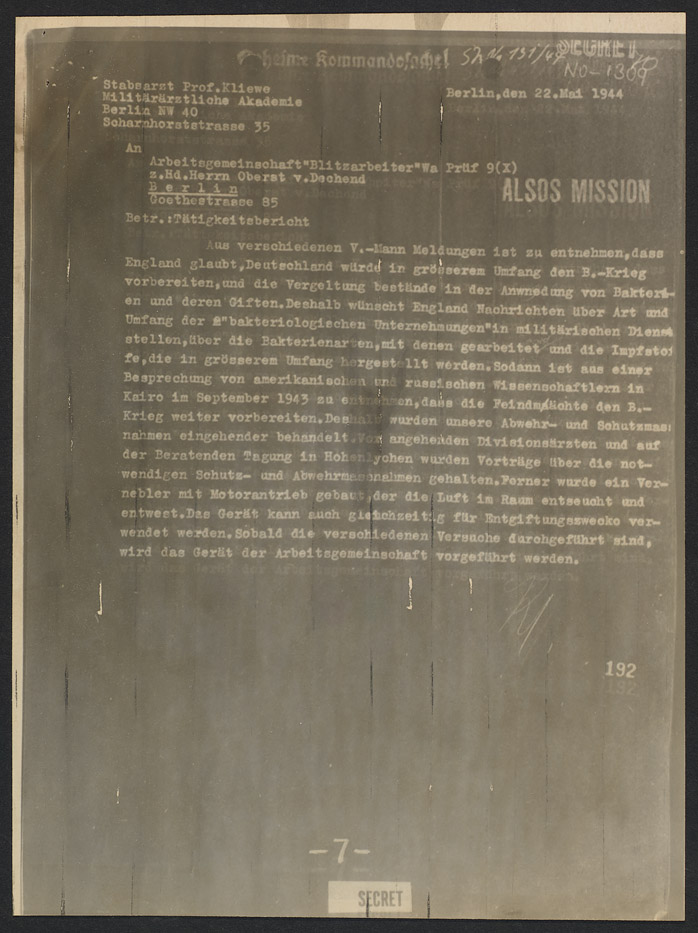 Geheime Kommandosache! SECRET
NO-1309
Stabsarzt Prof.Kliewe
Militärärztliche Akademie
Berlin NW 40
Scharnhorststrasse 35
Berlin,den 22.Mai 1944
An
Arbeitsgemeinschaft"Blitzarbeiter"Wa Prüf 9(X)
z.Hd.Herrn Oberst v.Dechend
B e r l i n
Goethestrasse 85
ALSOS MISSION
Betr.:Tätigkeitsbericht
Aus verschiedenen V.-Mann Meldungen ist zu entnehmen,dass
England glaubt,Deutschland würde in grösserem Umfang den B.-Krieg
vorbereiten,und die Vergeltung bestände in der Anwnedung von Bakteri-
en und deren Giften.Deshalb wünscht England Nachrichten über Art und
Umfang der "bakteriologischen Unternehmungen"in militärischen Dienst
stellen,über die Bakterienarten,mit denen gearbeitet und die Impfstof
fe,die in grösserem Umfang hergestellt werden.Sodann ist aus einer
Besprechung von amerikanischen und russischen Wissenschaftlern in
Kairo im September 1943 zu entnehmen,dass die Feindmächte den B.-
Krieg weiter vorbereiten.Deshalb wurden unsere Abwehr- und Schutzmass
nahmen eingehender behandelt.Vor angehenden Divisionsärzten und auf
der Beratenden Tagung in Hohenlychen wurden Vorträge über die not-
wendigen Schutz- und Abwehrmassnahmen gehalten.Ferner wurde ein Ver-
nebler mit Motorantrieb gebaut,der die Luft im Raum entseucht und
entwest.Das Gerät kann auch gleichzeitig für Entgiftungszwecke ver-
wendet werden.Sobald die verschiedenen Versuche durchgeführt sind,
wird das Gerät der Arbeitsgemeinschaft vorgeführt werden.
192
-7-
SECRET